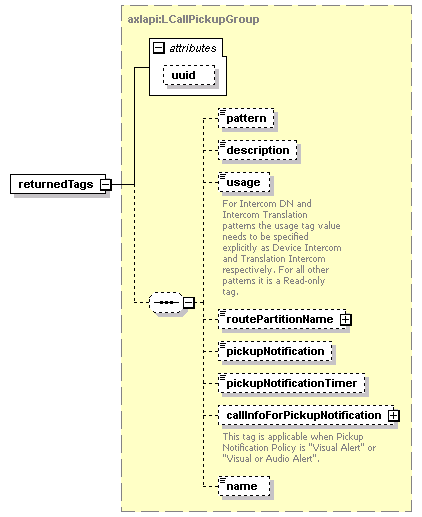 axlapi:LCallPickupGroup
attributes
uuid
pattern
description
usage
For Intercom DN and
Intercom Translation
patterns the usage tag value
needs to be specified
explicitly as Device Intercom
and Translation Intercom
respectively. For all other
patterns it is a Read-only
tag.
returnedTags
routePartitionName
pickupNotification
pickupNotificationTimer
callInfoForPickupNotification
This tag is applicable when Pickup
Notification Policy is "Visual Alert" or
"Visual or Audio Alert".
name